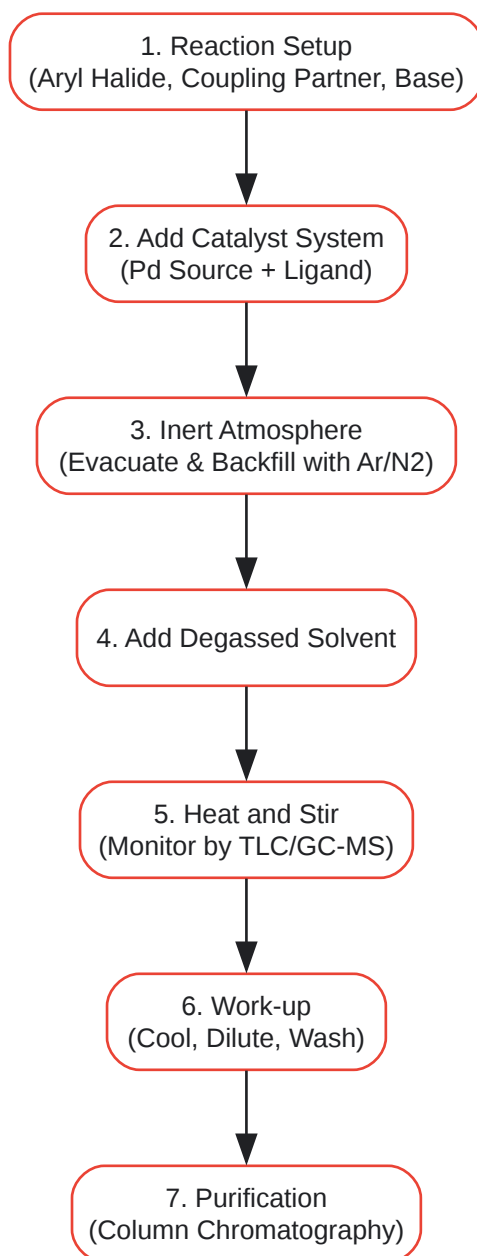 1. Reaction Setup
(Aryl Halide, Coupling Partner, Base)
2. Add Catalyst System
(Pd Source + Ligand)
3. Inert Atmosphere
(Evacuate & Backfill with Ar/N2)
4. Add Degassed Solvent
5. Heat and Stir
(Monitor by TLC/GC-MS)
6. Work-up
(Cool, Dilute, Wash)
7. Purification
(Column Chromatography)